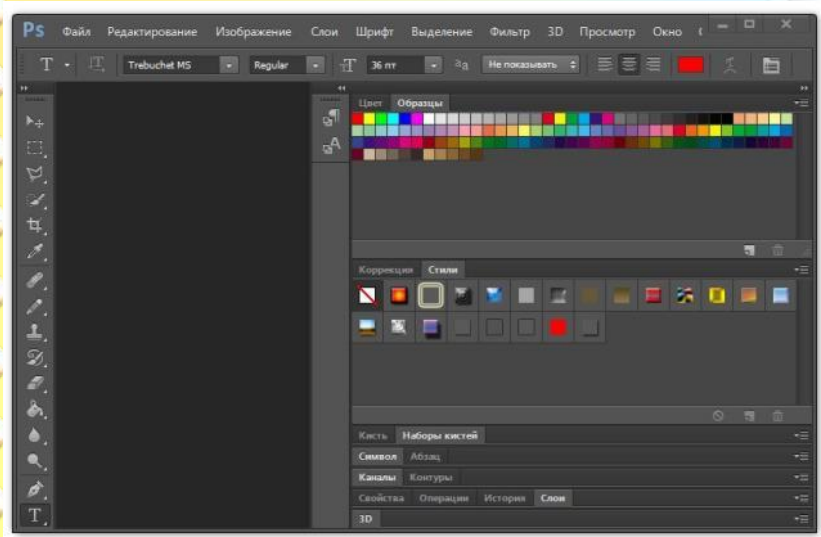 Ps Файл Редактирование Изображение Слои Шрифт Выделение Фильтр 3D Просмотр Окно
T Trebuchet MS Regular 36 пт aа Не показывать
Цвет Образцы
Коррекция Стили
Кисть Наборы кистей
Символ Абзац
Каналы Контуры
Свойства Операции История Слои
3D